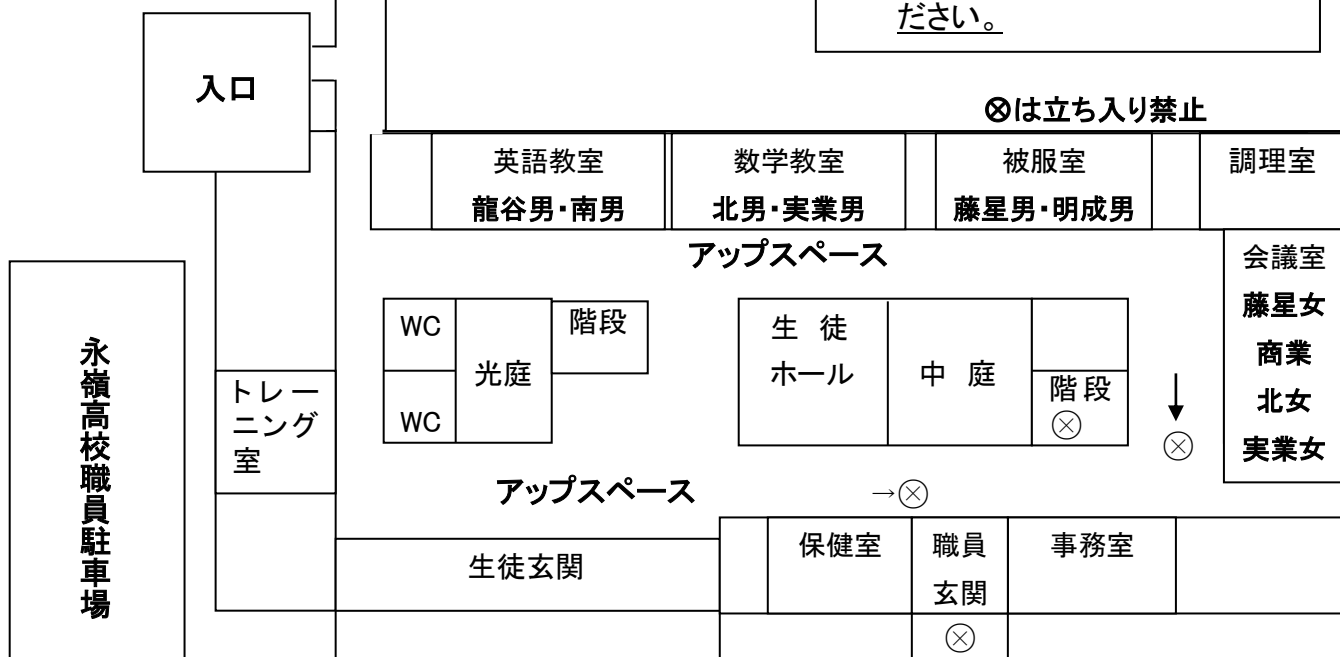 ださい。
入口
⊗は立ち入り禁止
英語教室
龍谷男・南男
数学教室
北男・実業男
被服室
藤星男・明成男
調理室
アップスペース
会議室
藤星女
商業
北女
実業女
WC
WC
光庭
階段
生 徒
ホール
中 庭
階段
⊗
↓
⊗
永嶺高校職員駐車場
トレー
ニング
室
アップスペース
→⊗
生徒玄関
保健室
職員
玄関
⊗
事務室